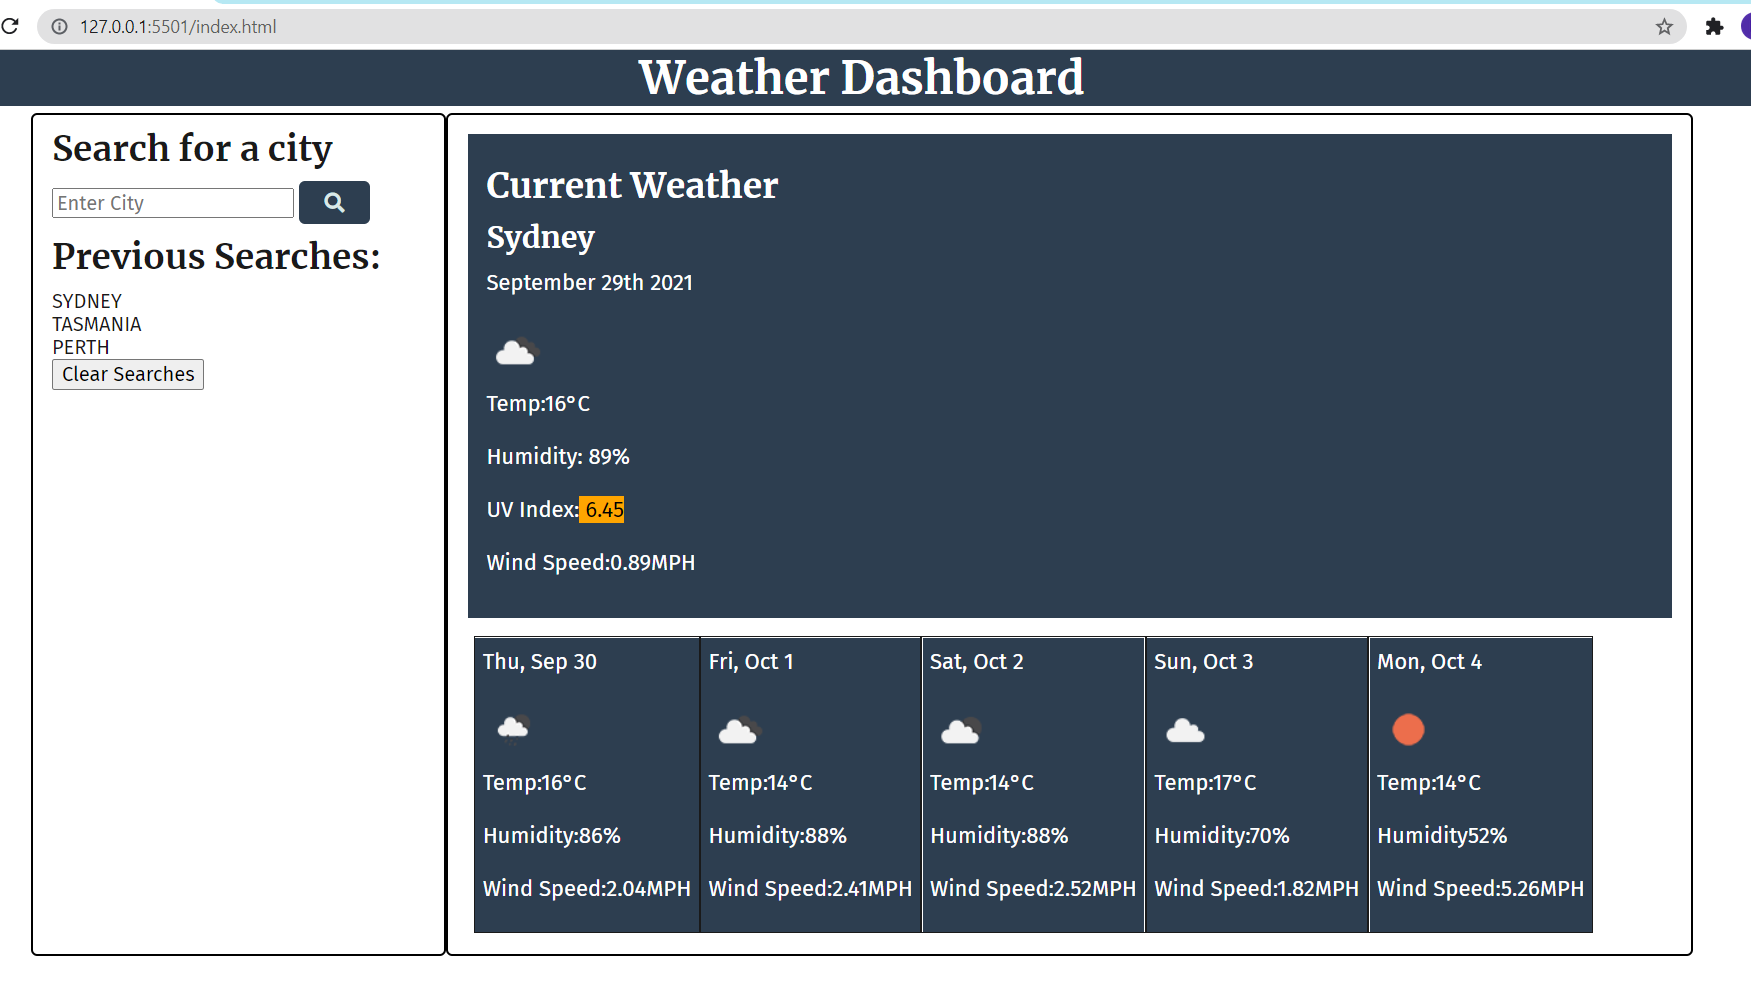 127.0.0.1:5501/index.html
Weather Dashboard
Search for a city
Enter City
Previous Searches:
SYDNEY
TASMANIA
PERTH
Clear Searches
Current Weather
Sydney
September 29th 2021
Temp:16°C
Humidity: 89%
UV Index: 6.45
Wind Speed:0.89MPH
Thu, Sep 30
Temp:16°C
Humidity:86%
Wind Speed:2.04MPH
Fri, Oct 1
Temp:14°C
Humidity:88%
Wind Speed:2.41MPH
Sat, Oct 2
Temp:14°C
Humidity:88%
Wind Speed:2.52MPH
Sun, Oct 3
Temp:17°C
Humidity:70%
Wind Speed:1.82MPH
Mon, Oct 4
Temp:14°C
Humidity52%
Wind Speed:5.26MPH